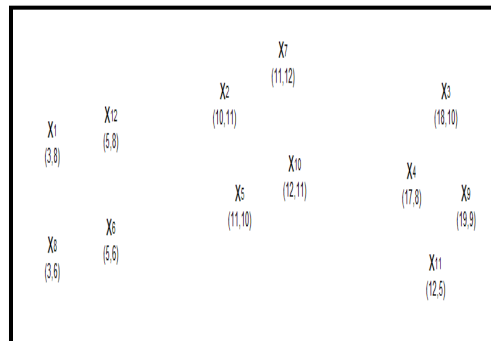 X7
(11,12)
X2
(10,11)
X3
(18,10)
X12
(5,8)
X1
(3,8)
X10
(12,11)
X4
(17,8)
X5
(11,10)
X9
(19,9)
X6
(5,6)
X8
(3,6)
X11
(12,5)